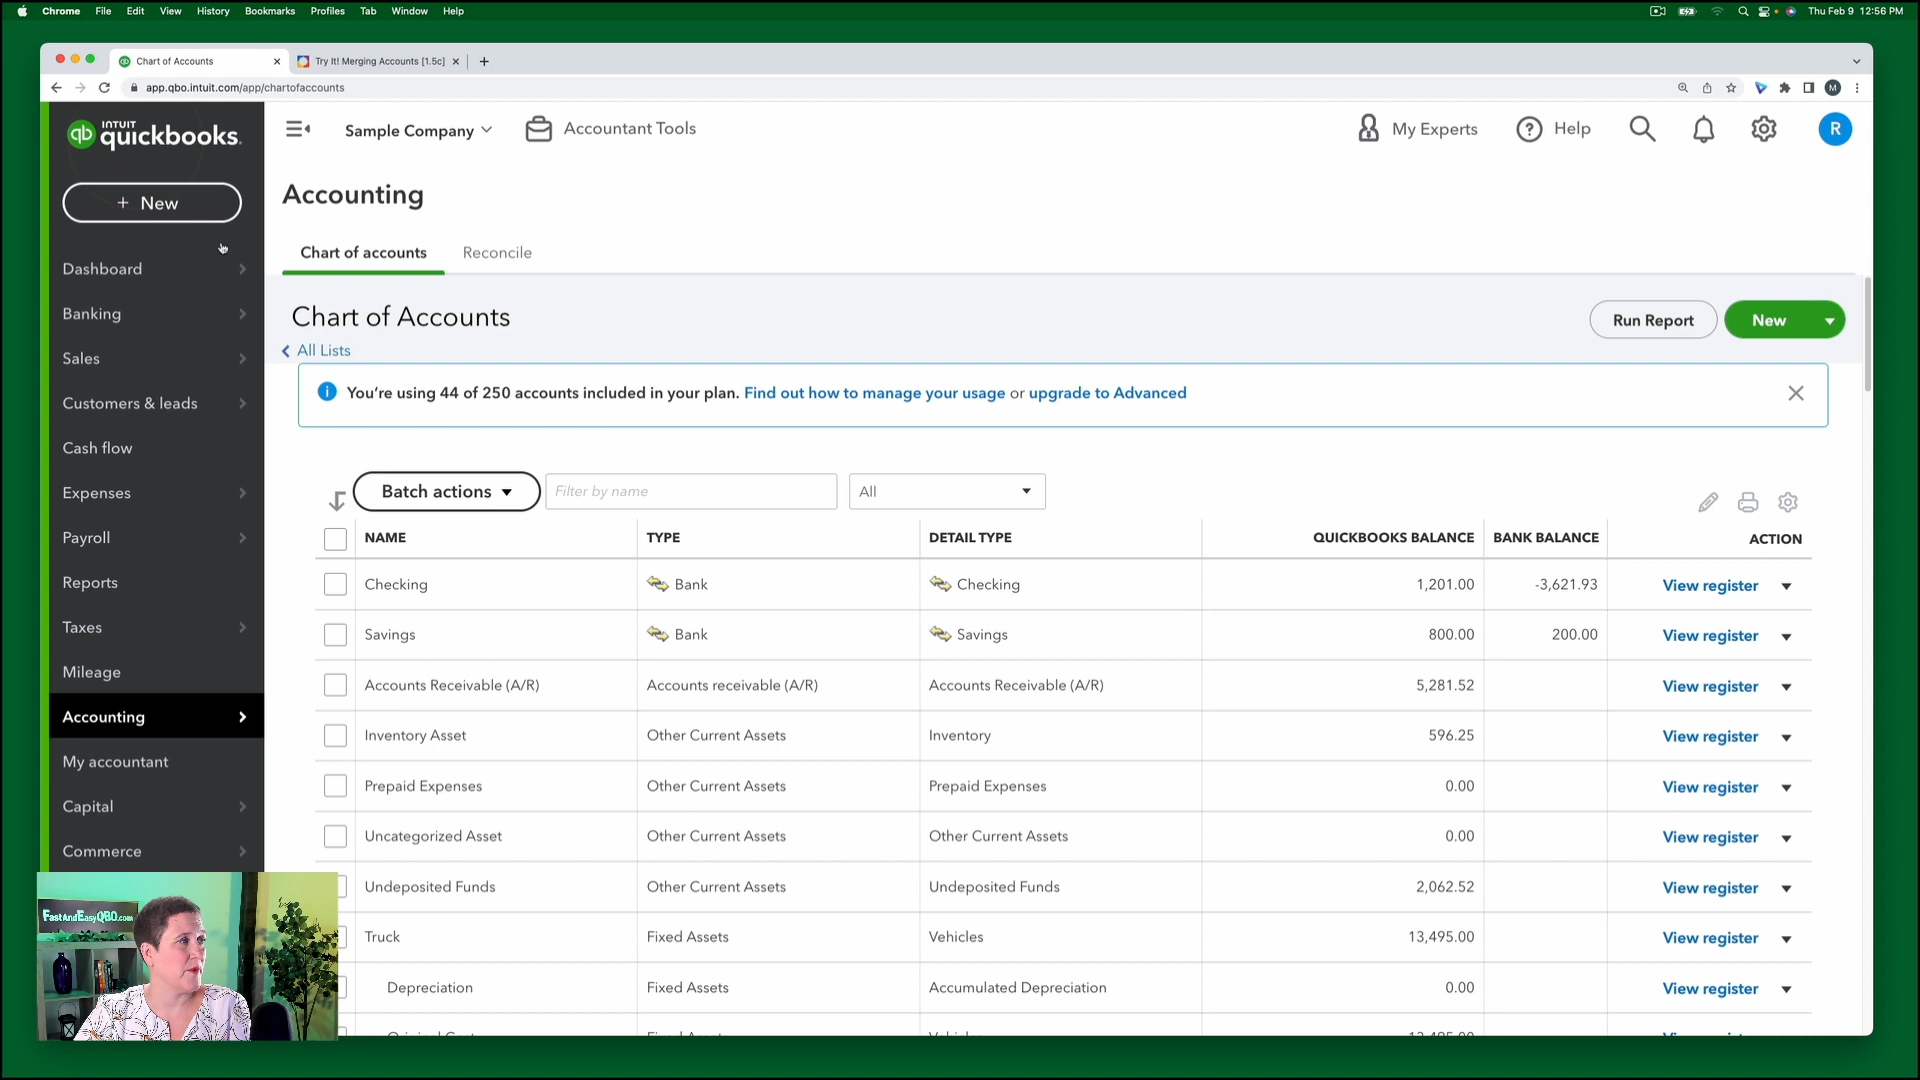 Chrome File Edit View History Bookmarks Profiles Tab Window Help Thu Feb 9 12:56 PM
Chart of Accounts
Try It! Merging Accounts [1.5c]
app.qbo.intuit.com/app/chartofaccounts
M
qb INTUIT quickbooks.
+ New
Dashboard
Banking
Sales
Customers & leads
Cash flow
Expenses
Payroll
Reports
Taxes
Mileage
Accounting
My accountant
Capital
Commerce
Sample Company
Accountant Tools
My Experts
Help
R
Accounting
Chart of accounts
Reconcile
Chart of Accounts
All Lists
Run Report
New
You're using 44 of 250 accounts included in your plan. Find out how to manage your usage or upgrade to Advanced
Batch actions
Filter by name
All
NAME TYPE DETAIL TYPE QUICKBOOKS BALANCE BANK BALANCE ACTION
Checking Bank Checking 1,201.00 -3,621.93 View register
Savings Bank Savings 800.00 200.00 View register
Accounts Receivable (A/R) Accounts receivable (A/R) Accounts Receivable (A/R) 5,281.52 View register
Inventory Asset Other Current Assets Inventory 596.25 View register
Prepaid Expenses Other Current Assets Prepaid Expenses 0.00 View register
Uncategorized Asset Other Current Assets Other Current Assets 0.00 View register
Undeposited Funds Other Current Assets Undeposited Funds 2,062.52 View register
Truck Fixed Assets Vehicles 13,495.00 View register
Depreciation Fixed Assets Accumulated Depreciation 0.00 View register
FastAndEasyQBO.com